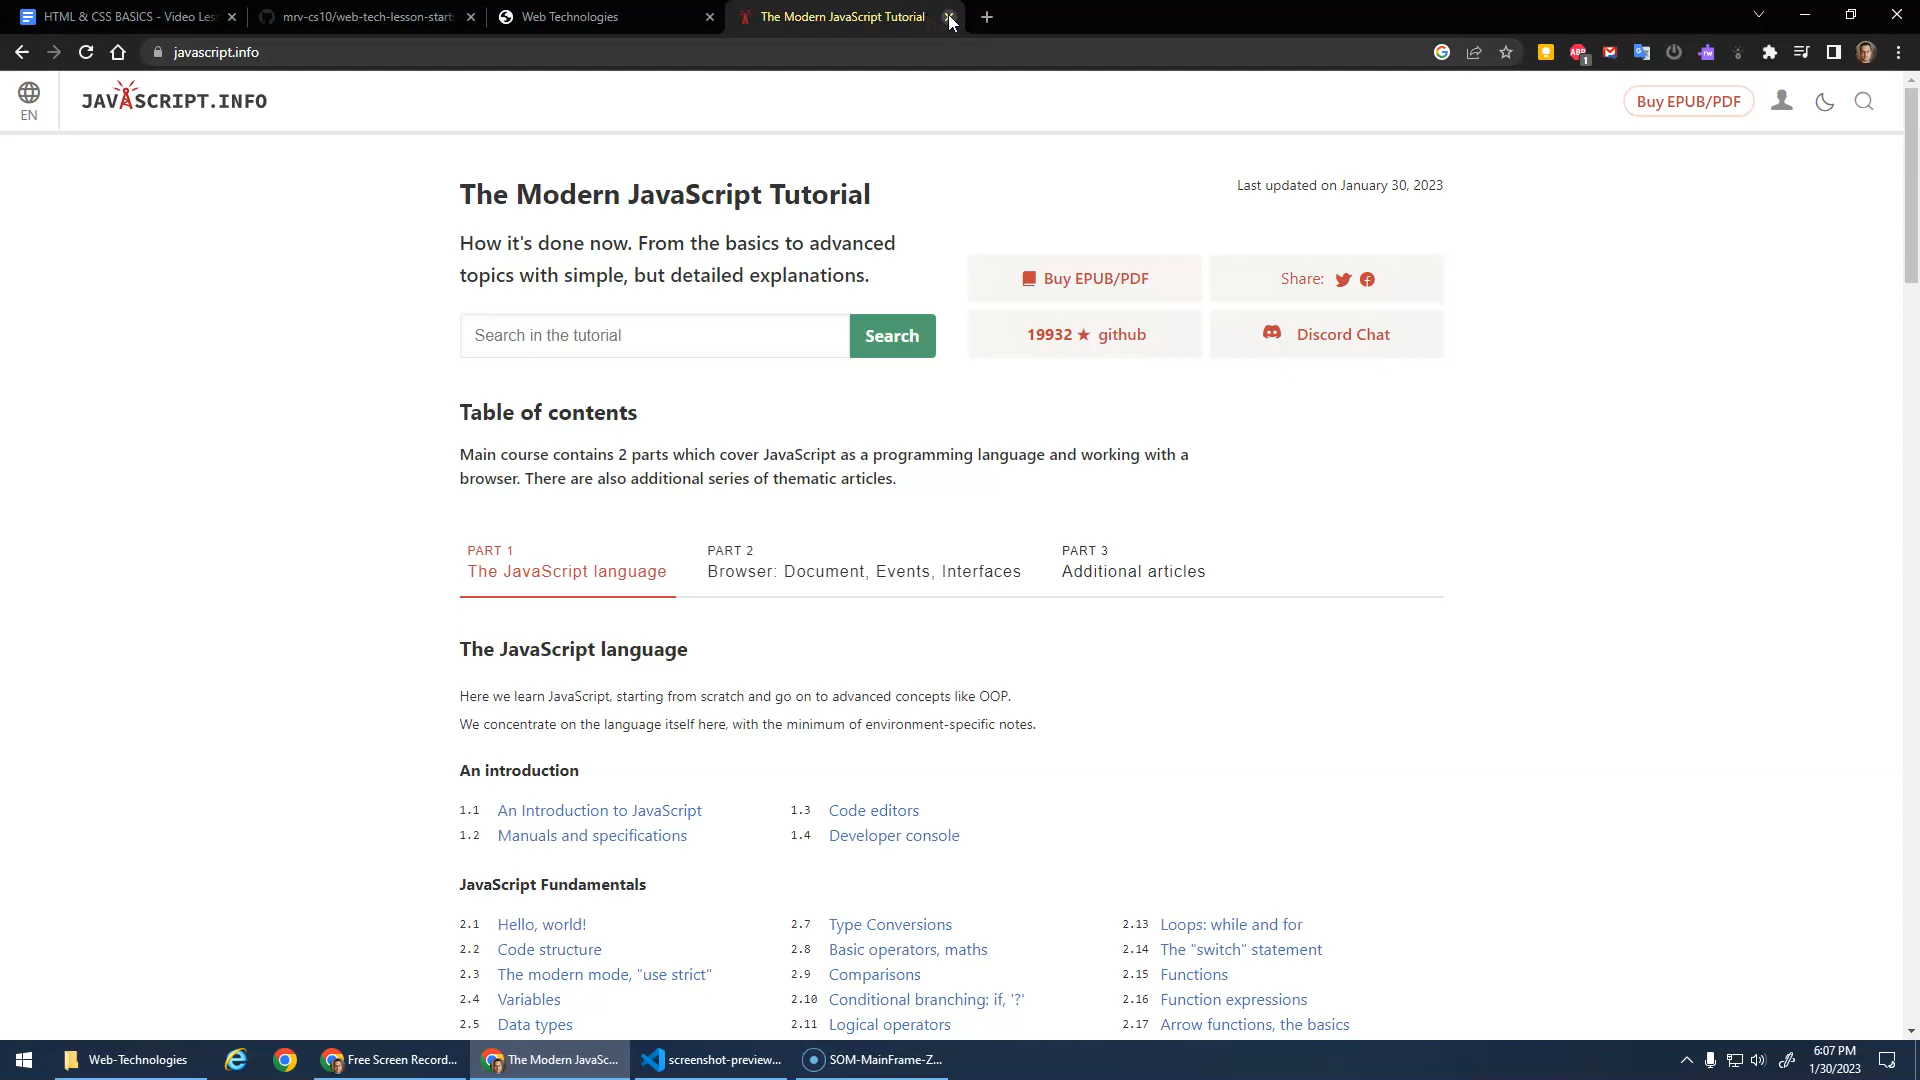 HTML & CSS BASICS - Video Les
mrv-cs10/web-tech-lesson-start
Web Technologies
The Modern JavaScript Tutorial
javascript.info
ABP
1
rw
EN
JAVASCRIPT.INFO
Buy EPUB/PDF
The Modern JavaScript Tutorial
Last updated on January 30, 2023
How it's done now. From the basics to advanced
topics with simple, but detailed explanations.
Buy EPUB/PDF
Share:
Search in the tutorial
Search
19932 ★ github
Discord Chat
Table of contents
Main course contains 2 parts which cover JavaScript as a programming language and working with a
browser. There are also additional series of thematic articles.
PART 1
The JavaScript language
PART 2
Browser: Document, Events, Interfaces
PART 3
Additional articles
The JavaScript language
Here we learn JavaScript, starting from scratch and go on to advanced concepts like OOP.
We concentrate on the language itself here, with the minimum of environment-specific notes.
An introduction
1.1 An Introduction to JavaScript
1.2 Manuals and specifications
1.3 Code editors
1.4 Developer console
JavaScript Fundamentals
2.1 Hello, world!
2.2 Code structure
2.3 The modern mode, "use strict"
2.4 Variables
2.5 Data types
2.7 Type Conversions
2.8 Basic operators, maths
2.9 Comparisons
2.10 Conditional branching: if, '?'
2.11 Logical operators
2.13 Loops: while and for
2.14 The "switch" statement
2.15 Functions
2.16 Function expressions
2.17 Arrow functions, the basics
Web-Technologies
Free Screen Record...
The Modern JavaSc...
screenshot-preview...
SOM-MainFrame-Z...
6:07 PM
1/30/2023